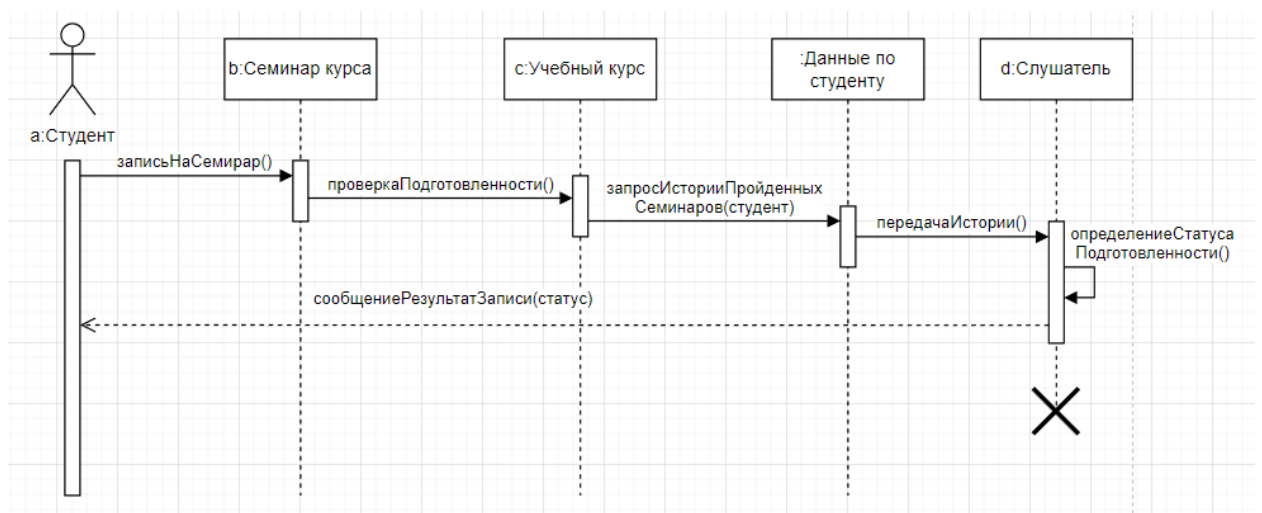 a:Студент
b:Семинар курса
c:Учебный курс
:Данные по
студенту
d:Слушатель
записьНаСемирар()
проверкаПодготовленности()
запросИсторииПройденных
Семинаров(студент)
передачаИстории()
определениеСтатуса
Подготовленности()
сообщениеРезультатЗаписи(статус)